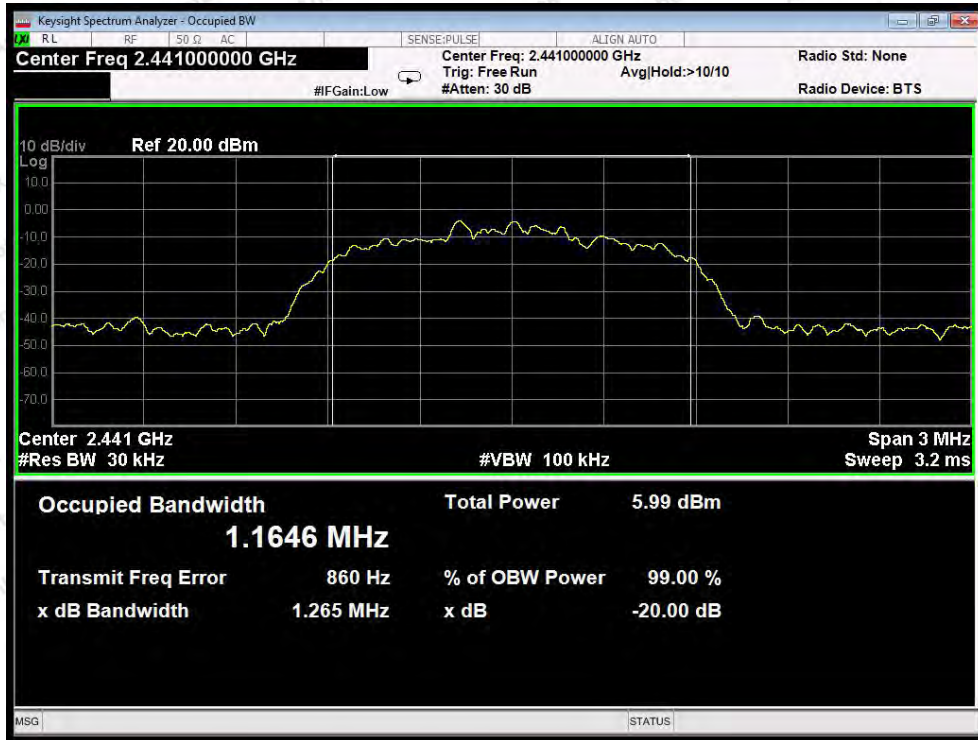 Keysight Spectrum Analyzer - Occupied BW
LXI RL RF 50 Ω AC SENSE:PULSE ALIGN AUTO
Center Freq 2.441000000 GHz Center Freq: 2.441000000 GHz Radio Std: None
Trig: Free Run Avg|Hold:>10/10
#IFGain:Low #Atten: 30 dB Radio Device: BTS
10 dB/div Ref 20.00 dBm
Log
10.0
0.00
-10.0
-20.0
-30.0
-40.0
-50.0
-60.0
-70.0
Center 2.441 GHz Span 3 MHz
#Res BW 30 kHz #VBW 100 kHz Sweep 3.2 ms
Occupied Bandwidth Total Power 5.99 dBm
1.1646 MHz
Transmit Freq Error 860 Hz % of OBW Power 99.00 %
x dB Bandwidth 1.265 MHz x dB -20.00 dB
MSG STATUS